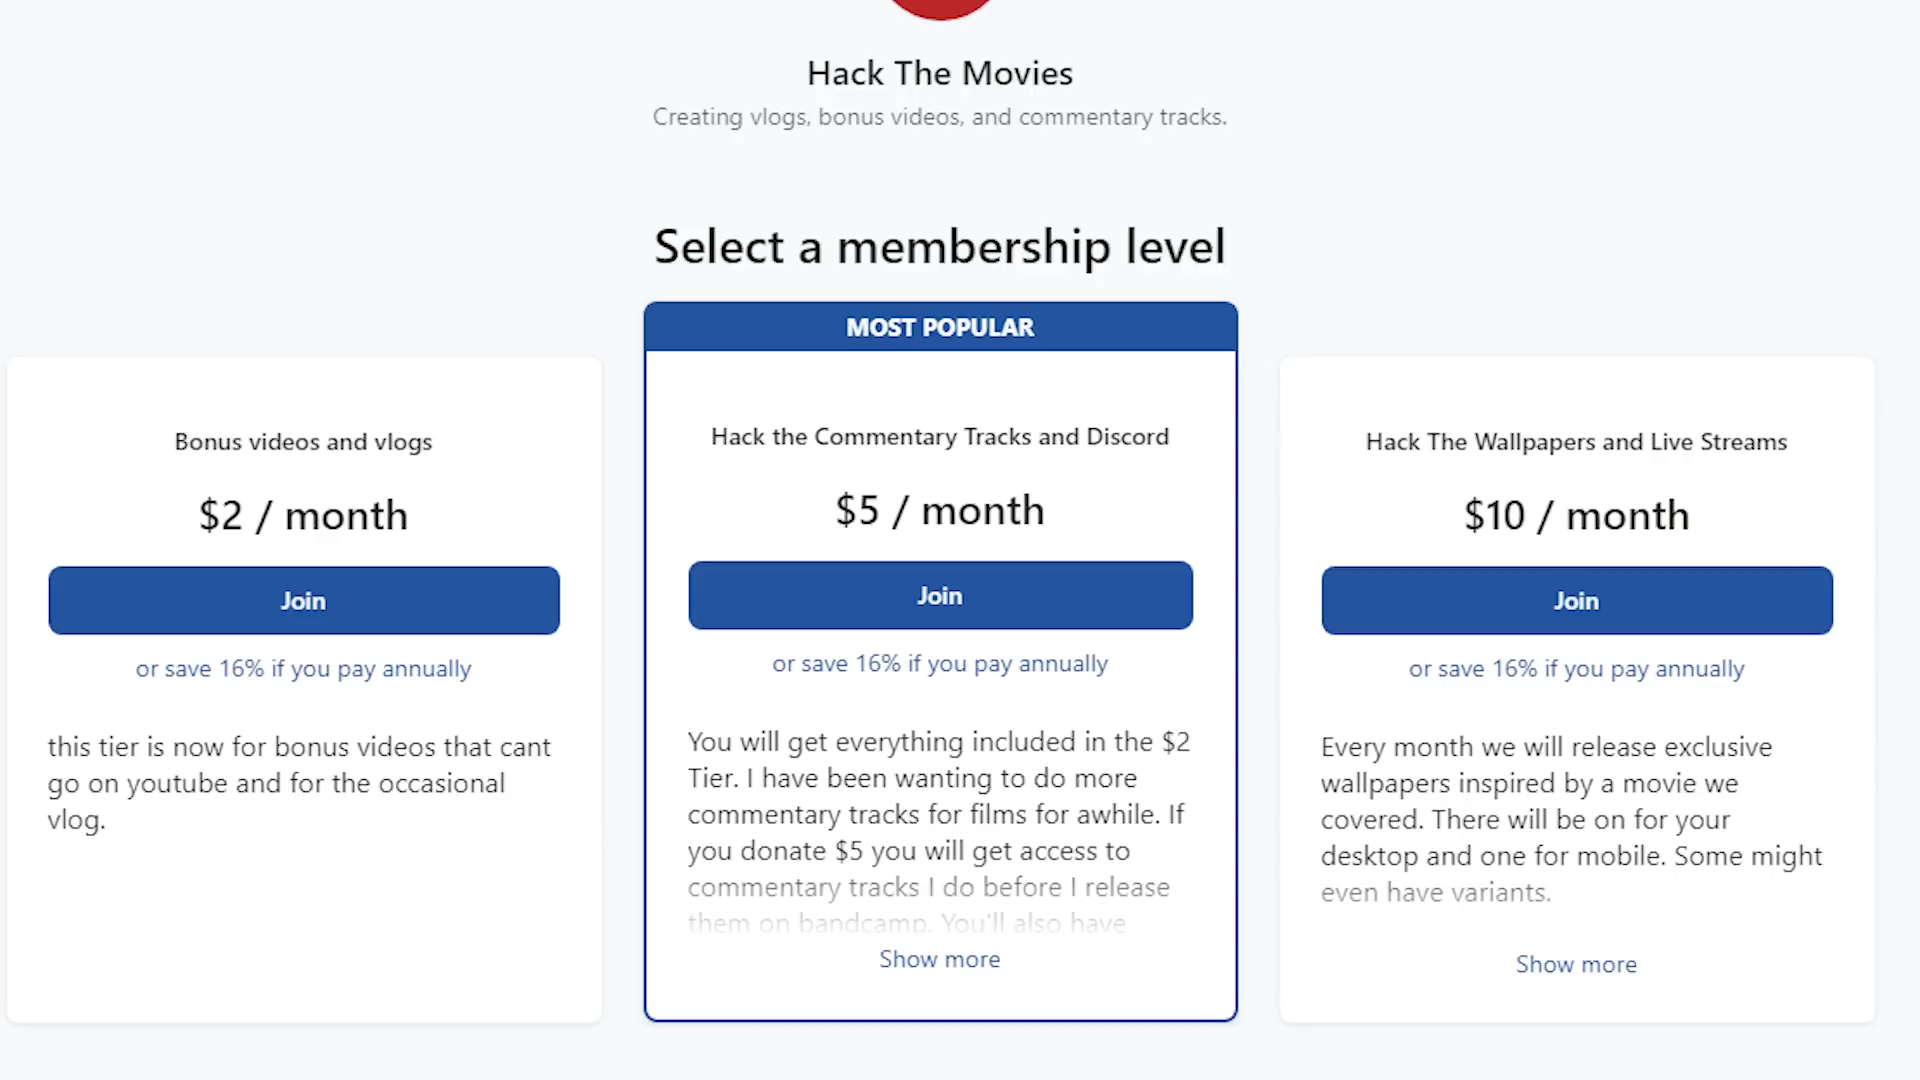 Hack The Movies
Creating vlogs, bonus videos, and commentary tracks.
Select a membership level
Bonus videos and vlogs
$2 / month
Join
or save 16% if you pay annually
this tier is now for bonus videos that cant
go on youtube and for the occasional
vlog.
MOST POPULAR
Hack the Commentary Tracks and Discord
$5 / month
Join
or save 16% if you pay annually
You will get everything included in the $2
Tier. I have been wanting to do more
commentary tracks for films for awhile. If
you donate $5 you will get access to
commentary tracks I do before I release
them on bandcamp. You'll also have
Show more
Hack The Wallpapers and Live Streams
$10 / month
Join
or save 16% if you pay annually
Every month we will release exclusive
wallpapers inspired by a movie we
covered. There will be on for your
desktop and one for mobile. Some might
even have variants.
Show more